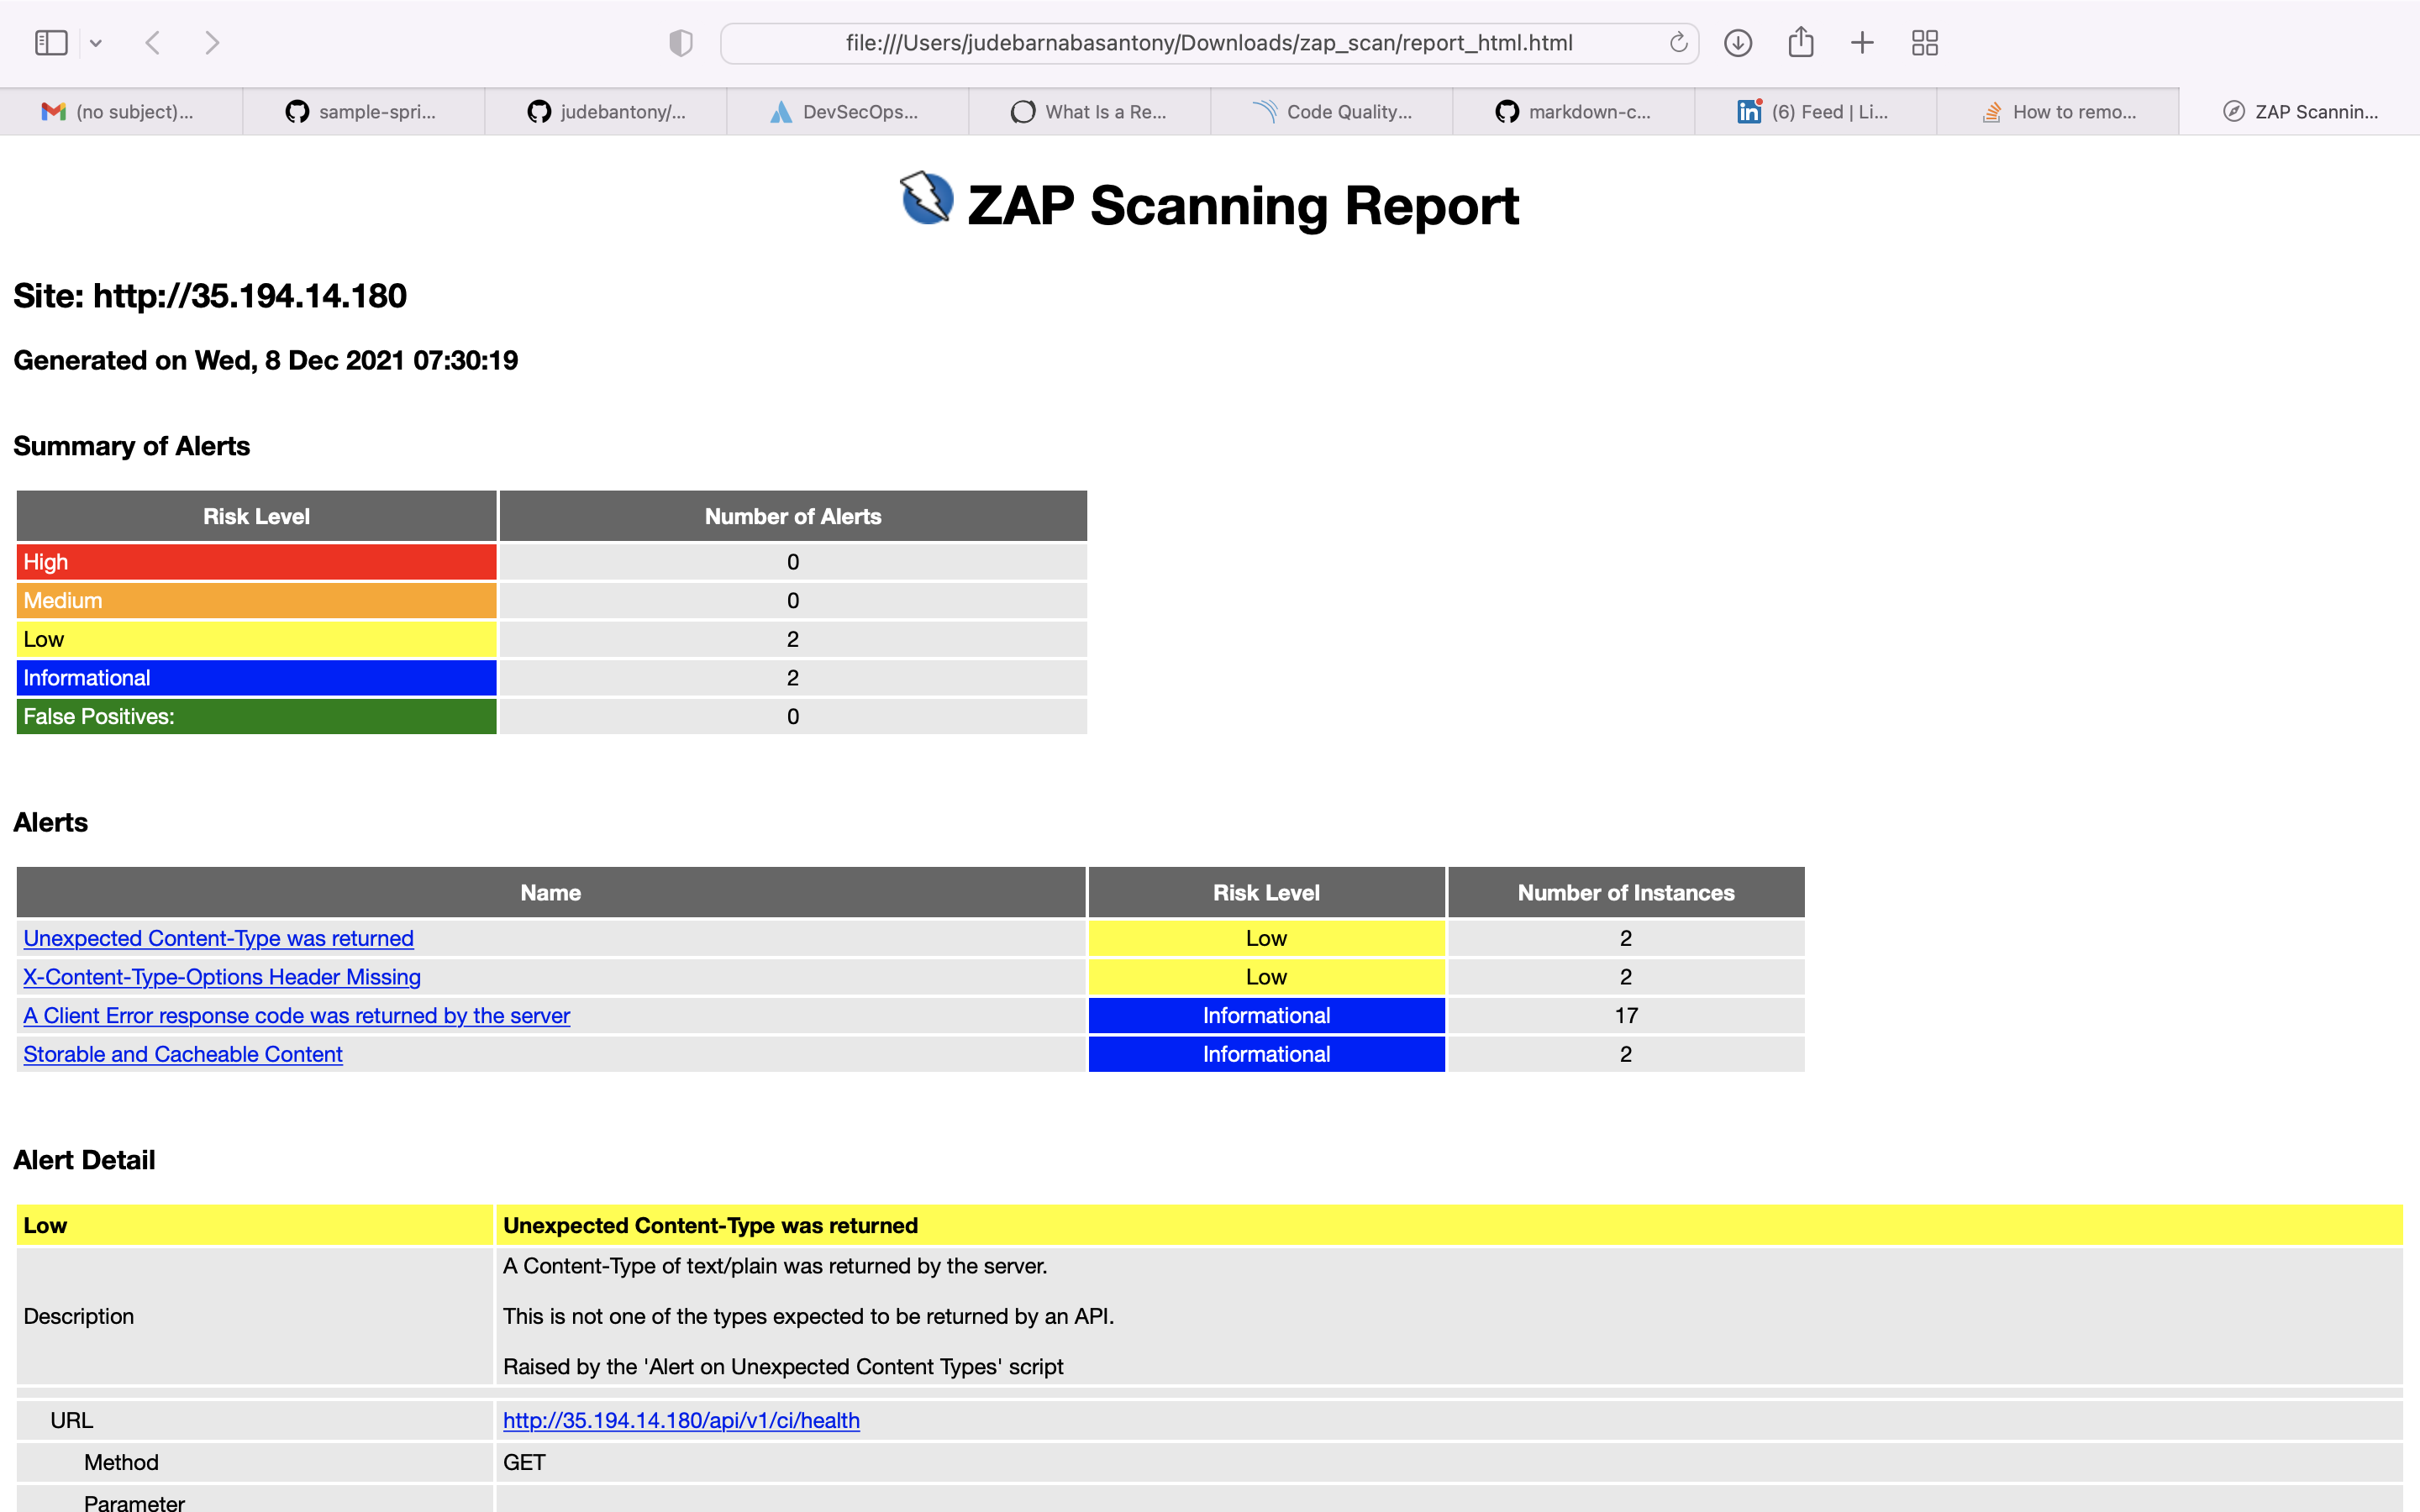 file:///Users/judebarnabasantony/Downloads/zap_scan/report_html.html
(no subject)...
sample-spri...
judebantony/...
DevSecOps...
What Is a Re...
Code Quality...
markdown-c...
(6) Feed | Li...
How to remo...
ZAP Scannin...
ZAP Scanning Report
Site: http://35.194.14.180
Generated on Wed, 8 Dec 2021 07:30:19
Summary of Alerts
Risk Level Number of Alerts
High 0
Medium 0
Low 2
Informational 2
False Positives: 0
Alerts
Name Risk Level Number of Instances
Unexpected Content-Type was returned Low 2
X-Content-Type-Options Header Missing Low 2
A Client Error response code was returned by the server Informational 17
Storable and Cacheable Content Informational 2
Alert Detail
Low Unexpected Content-Type was returned
A Content-Type of text/plain was returned by the server.
Description This is not one of the types expected to be returned by an API.
Raised by the 'Alert on Unexpected Content Types' script
URL http://35.194.14.180/api/v1/ci/health
Method GET
Parameter